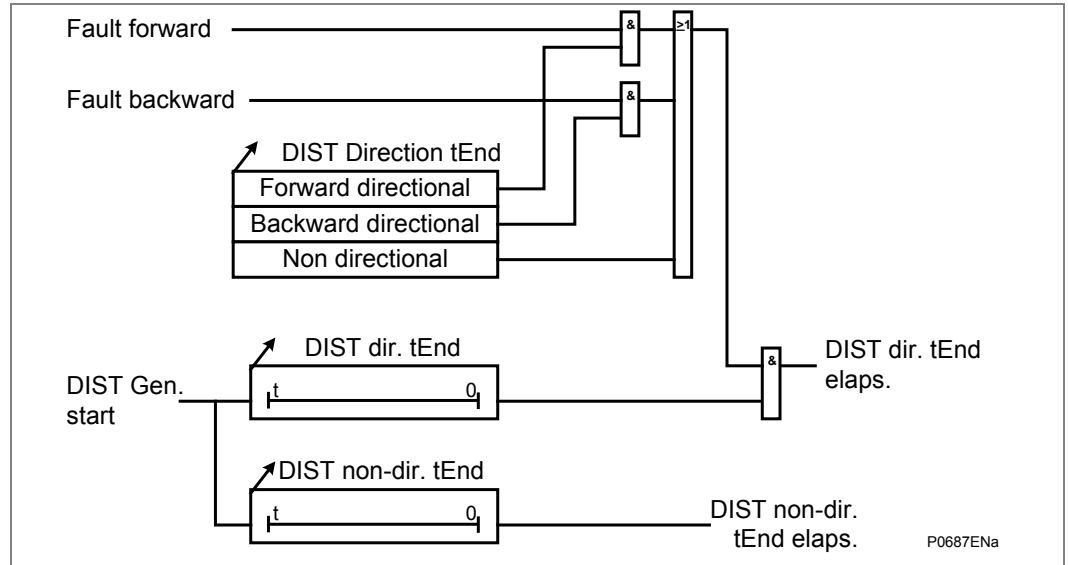 Fault forward
&
≥1
Fault backward
&
DIST Direction tEnd
Forward directional
Backward directional
Non directional
DIST dir. tEnd
t 0
&
DIST dir. tEnd
elaps.
DIST Gen.
start
DIST non-dir. tEnd
t 0
DIST non-dir.
tEnd elaps.
P0687ENa